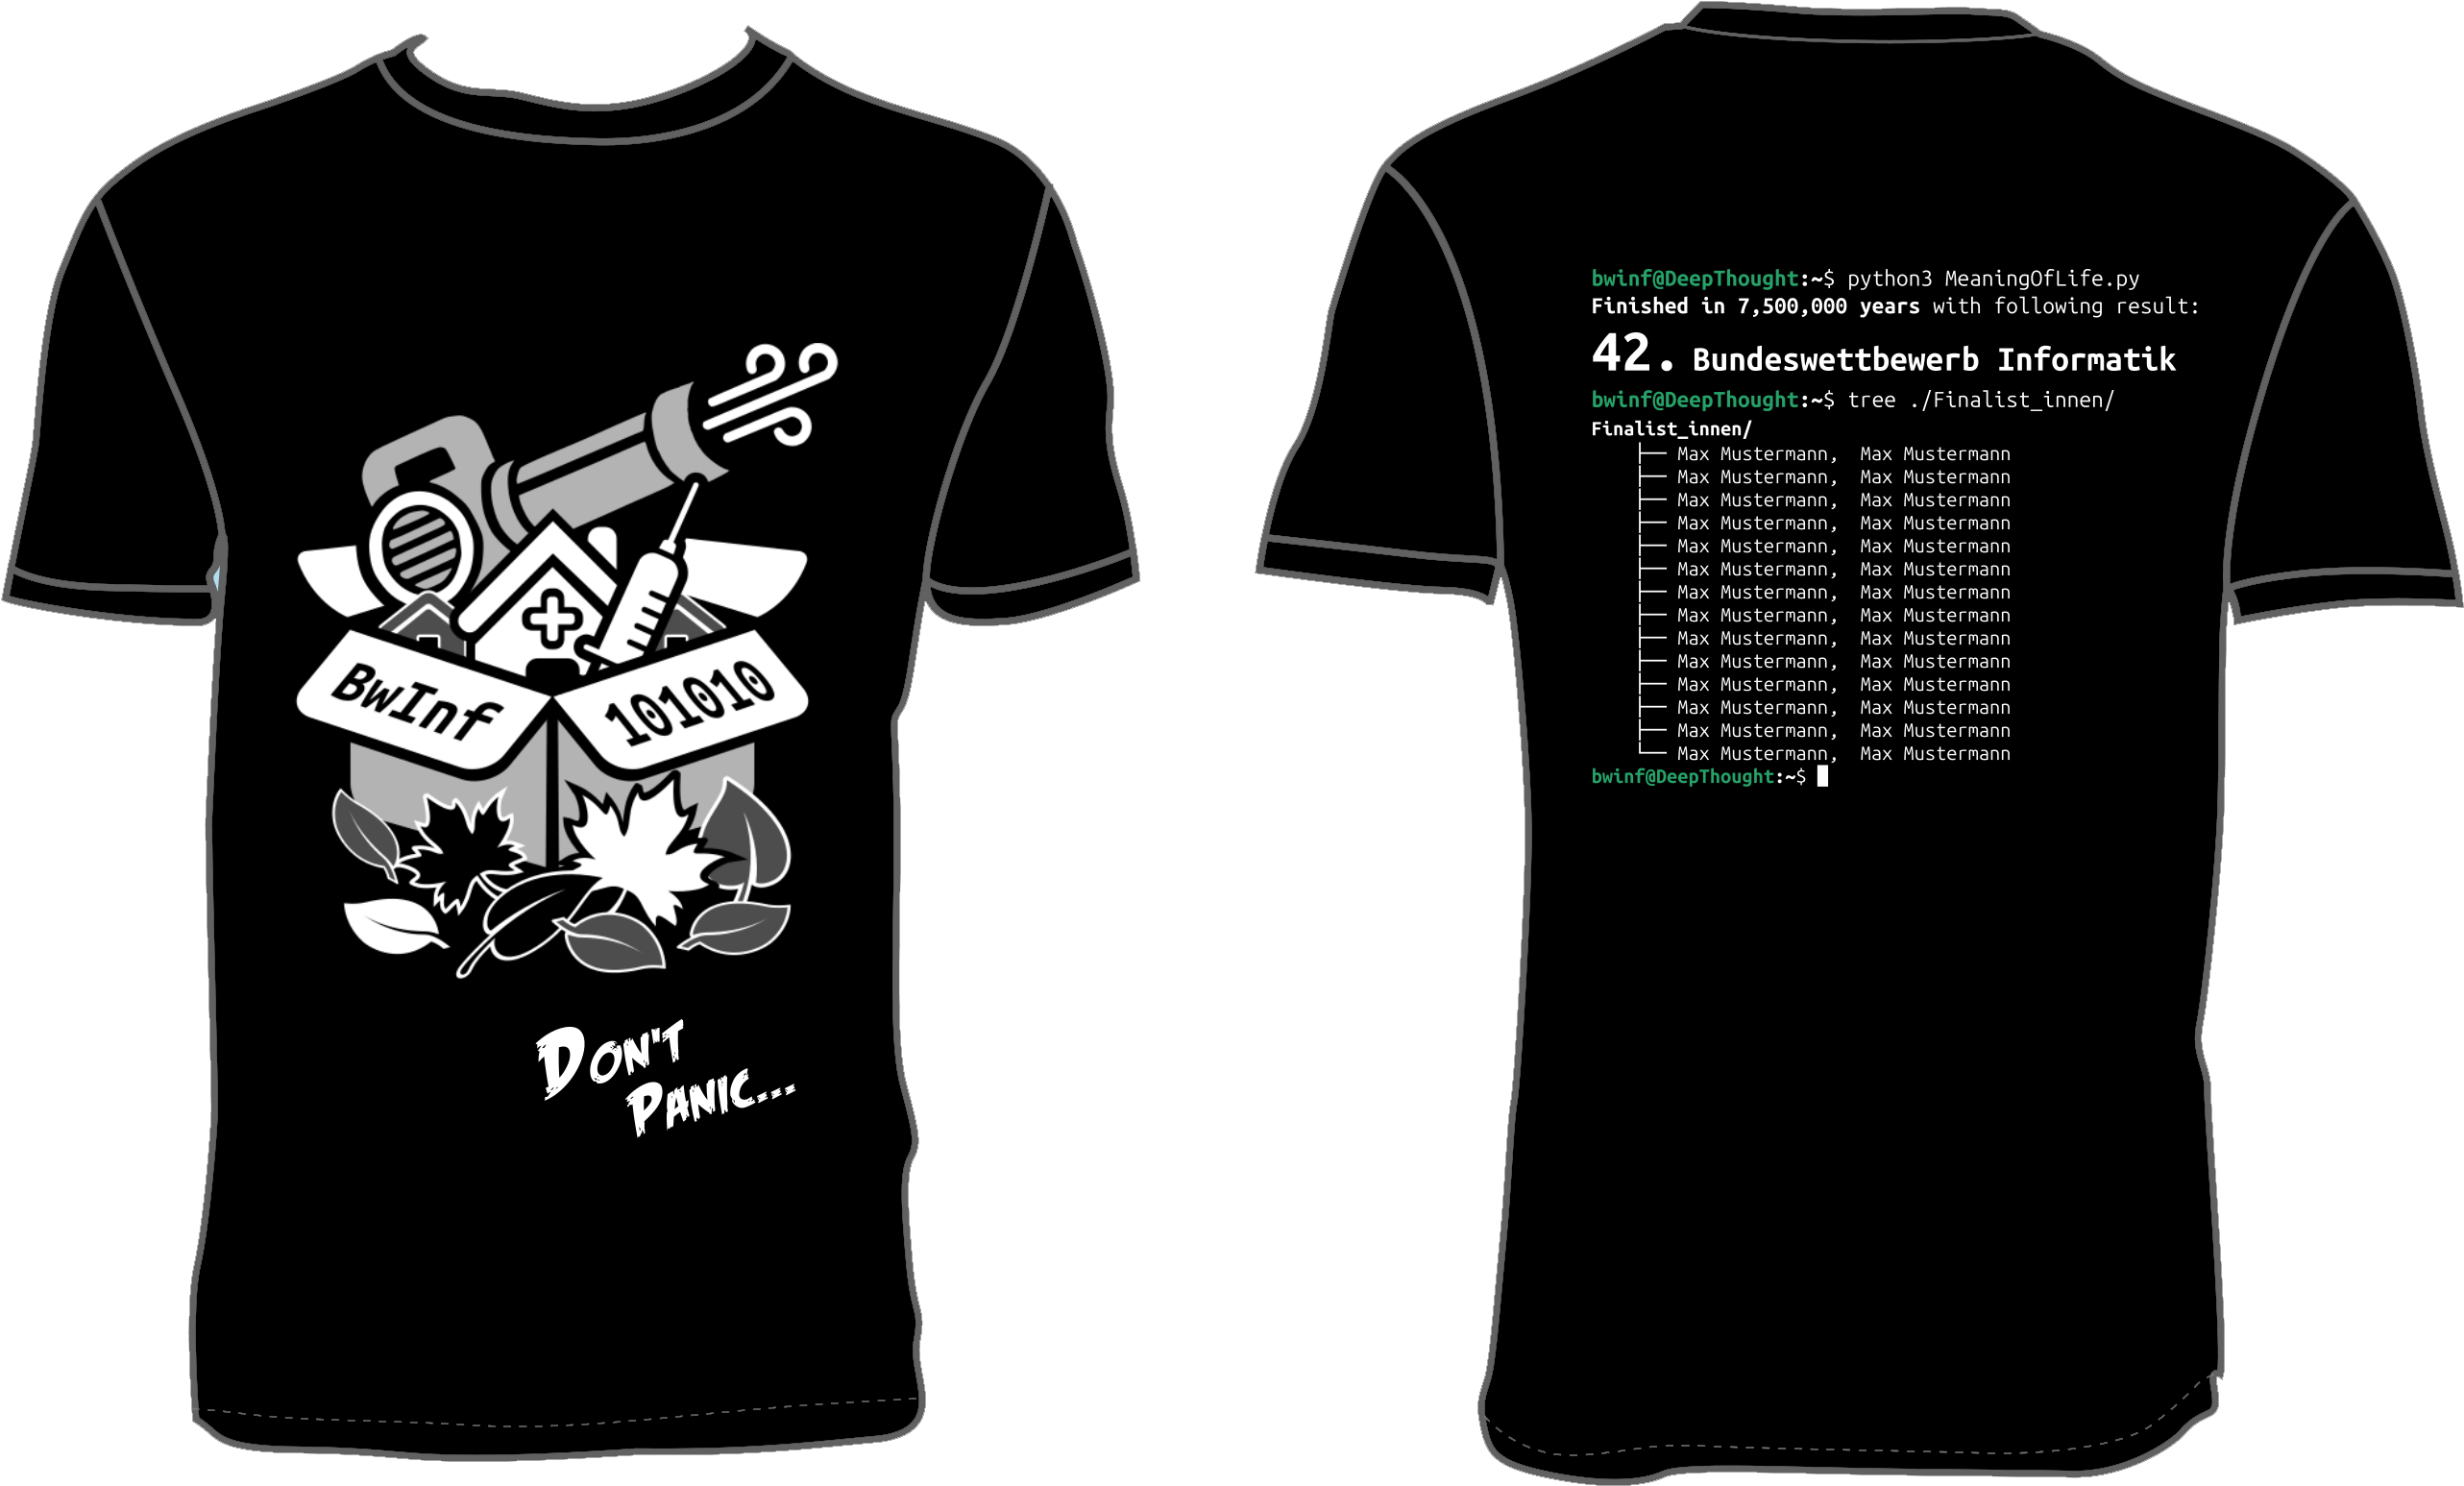 BwInf
101010
Don't
Panic...
bwinf@DeepThought:~$ python3 MeaningOfLife.py
Finished in 7,500,000 years with following result:
42. Bundeswettbewerb Informatik
bwinf@DeepThought:~$ tree ./Finalist_innen/
Finalist_innen/
├── Max Mustermann,  Max Mustermann
├── Max Mustermann,  Max Mustermann
├── Max Mustermann,  Max Mustermann
├── Max Mustermann,  Max Mustermann
├── Max Mustermann,  Max Mustermann
├── Max Mustermann,  Max Mustermann
├── Max Mustermann,  Max Mustermann
├── Max Mustermann,  Max Mustermann
├── Max Mustermann,  Max Mustermann
├── Max Mustermann,  Max Mustermann
├── Max Mustermann,  Max Mustermann
├── Max Mustermann,  Max Mustermann
├── Max Mustermann,  Max Mustermann
└── Max Mustermann,  Max Mustermann
bwinf@DeepThought:~$